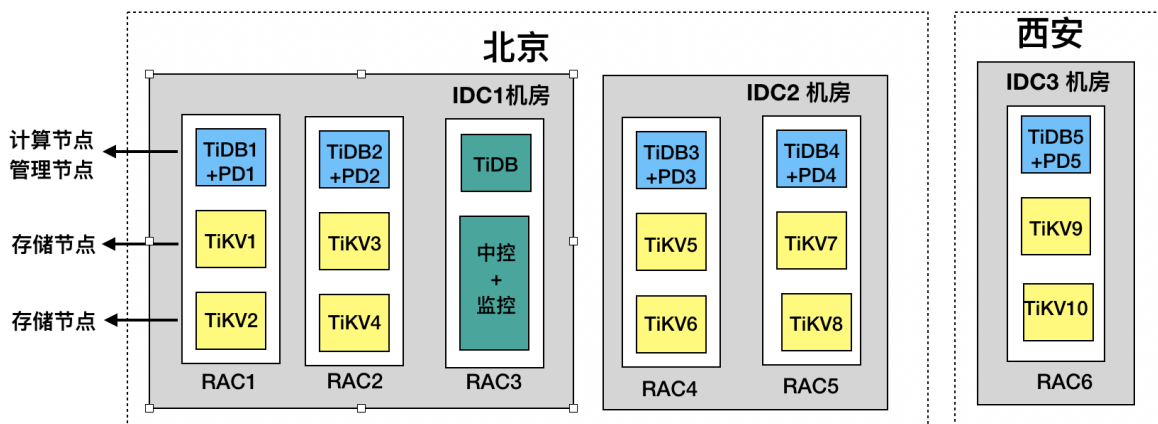 北京
西安
IDC1机房
IDC2 机房
IDC3 机房
计算节点
管理节点
TiDB1
+PD1
TiDB2
+PD2
TiDB
TiDB3
+PD3
TiDB4
+PD4
TiDB5
+PD5
存储节点
TiKV1
TiKV3
中控
+
监控
TiKV5
TiKV7
TiKV9
存储节点
TiKV2
TiKV4
TiKV6
TiKV8
TiKV10
RAC1
RAC2
RAC3
RAC4
RAC5
RAC6